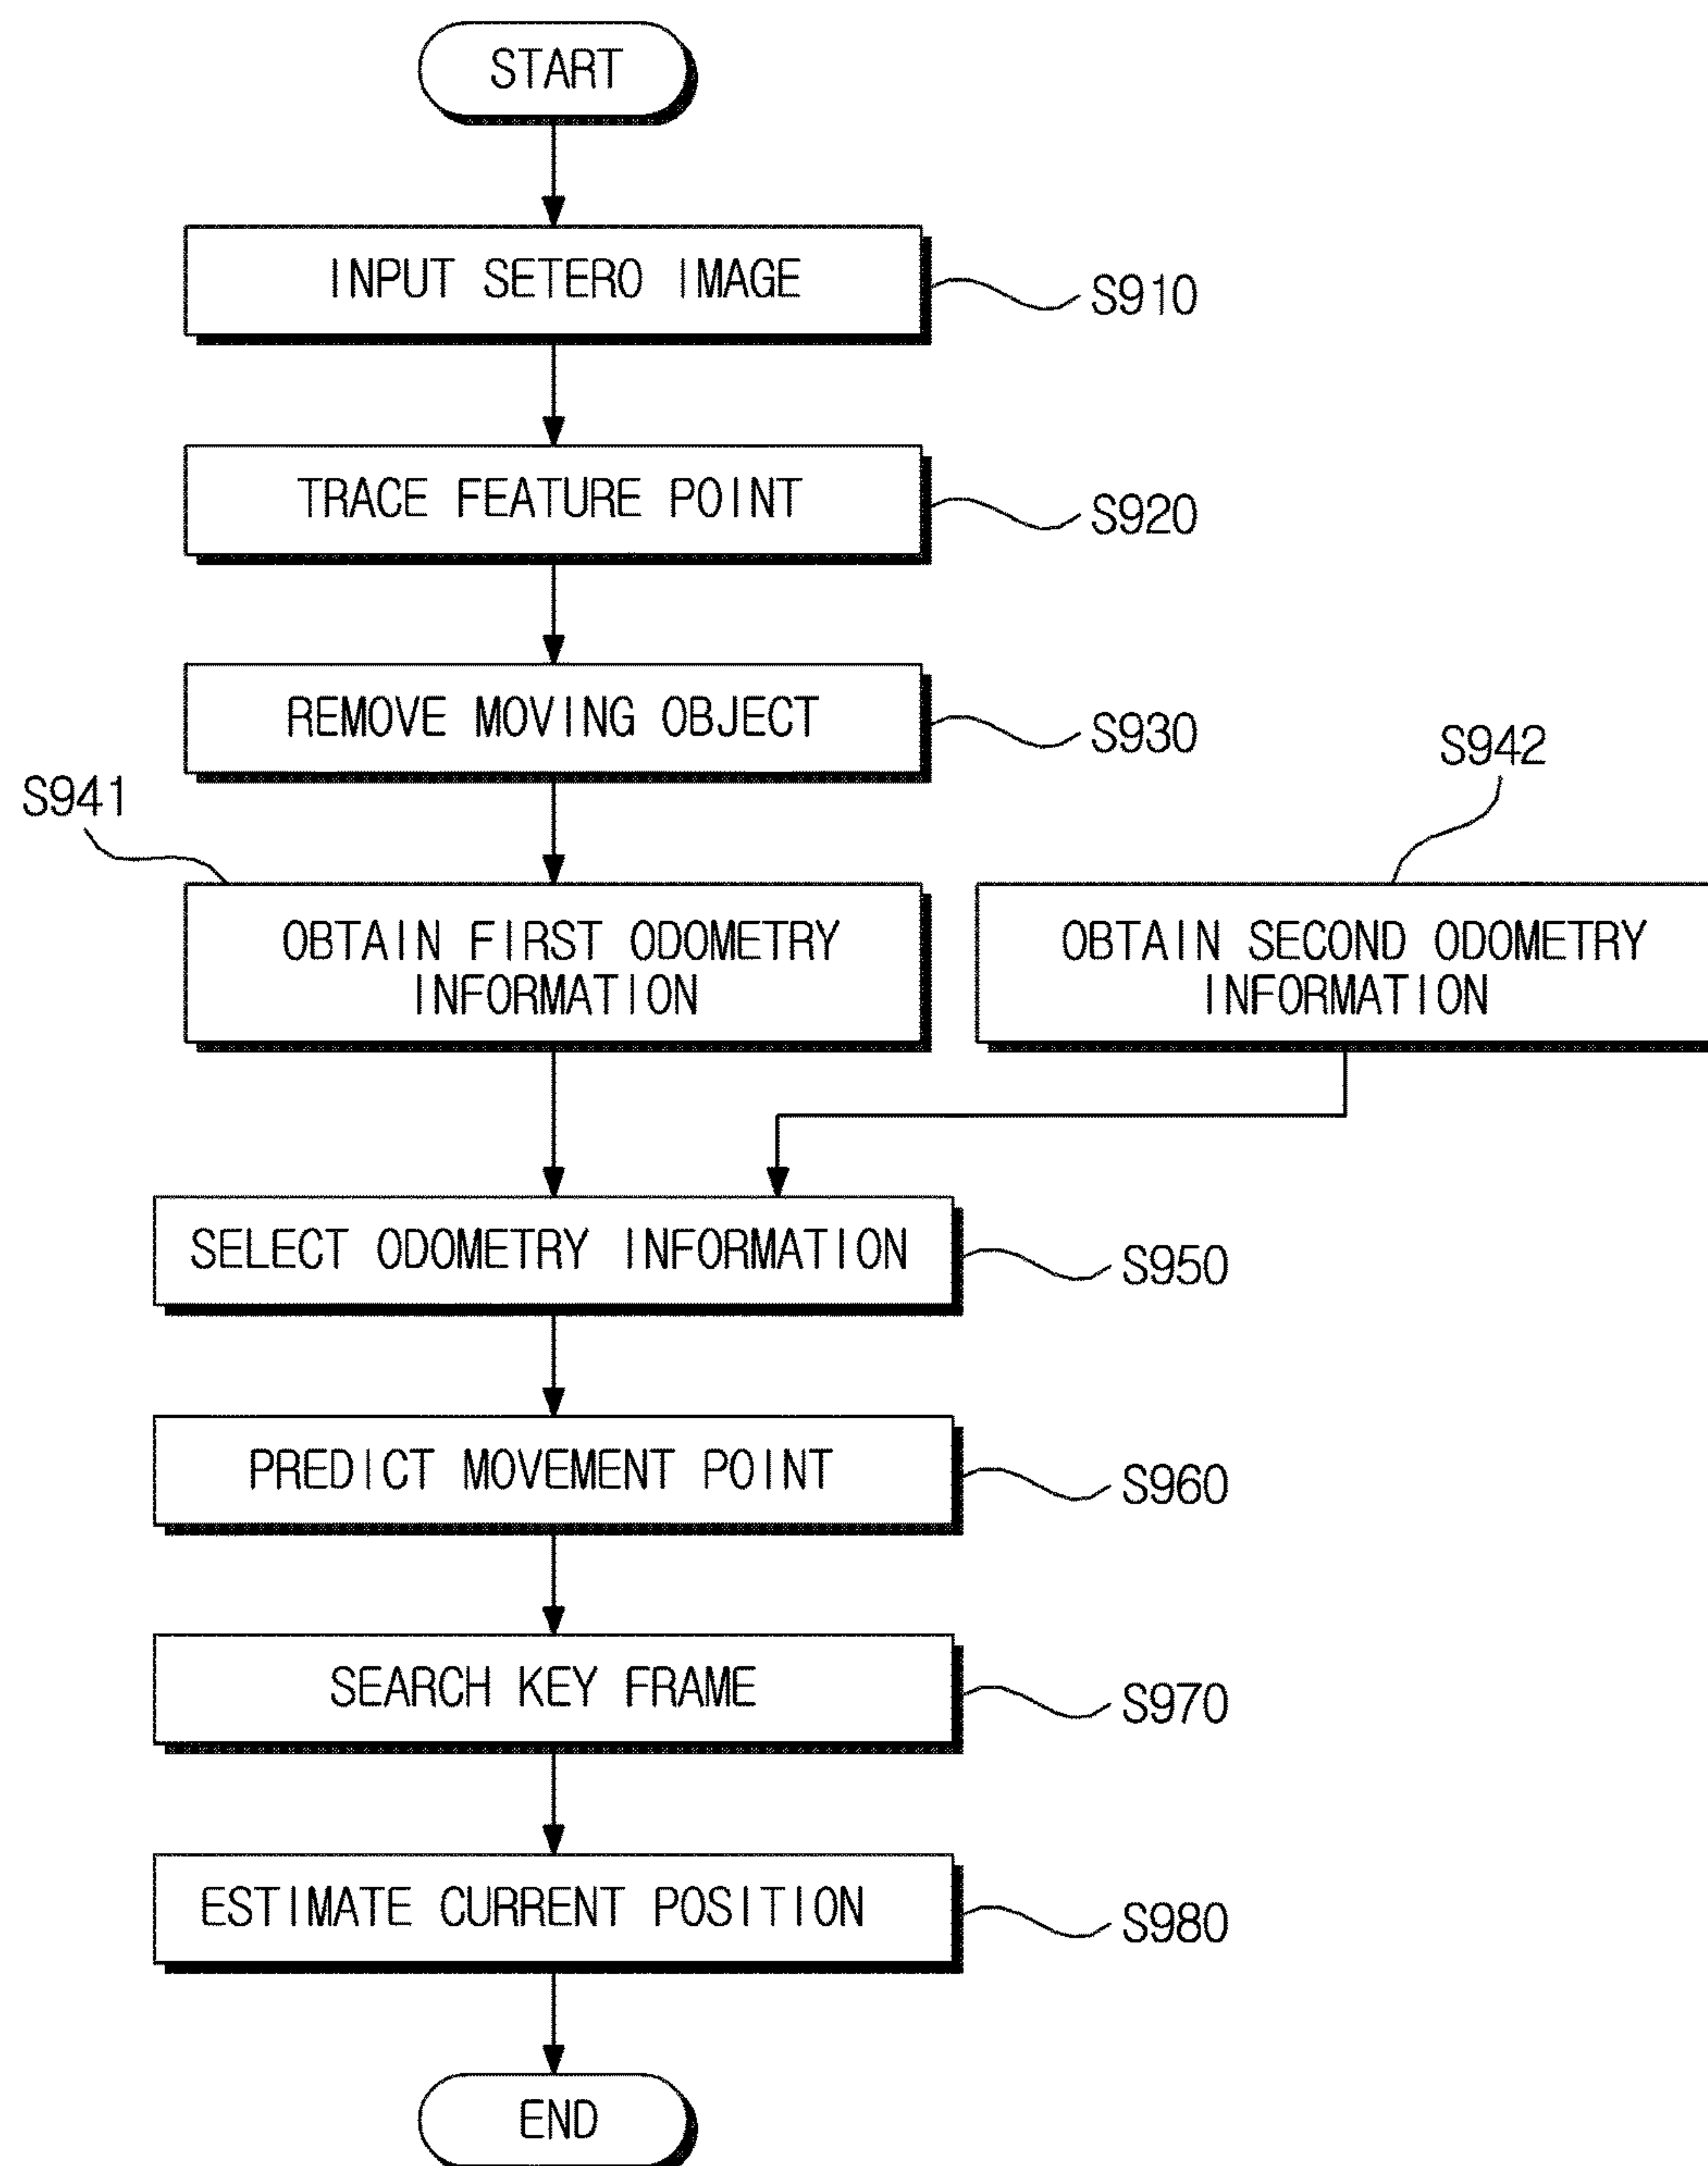 START
INPUT SETERO IMAGE
S910
TRACE FEATURE POINT
S920
REMOVE MOVING OBJECT
S930
S941
S942
OBTAIN FIRST ODOMETRY
INFORMATION
OBTAIN SECOND ODOMETRY
INFORMATION
SELECT ODOMETRY INFORMATION
S950
PREDICT MOVEMENT POINT
S960
SEARCH KEY FRAME
S970
ESTIMATE CURRENT POSITION
S980
END